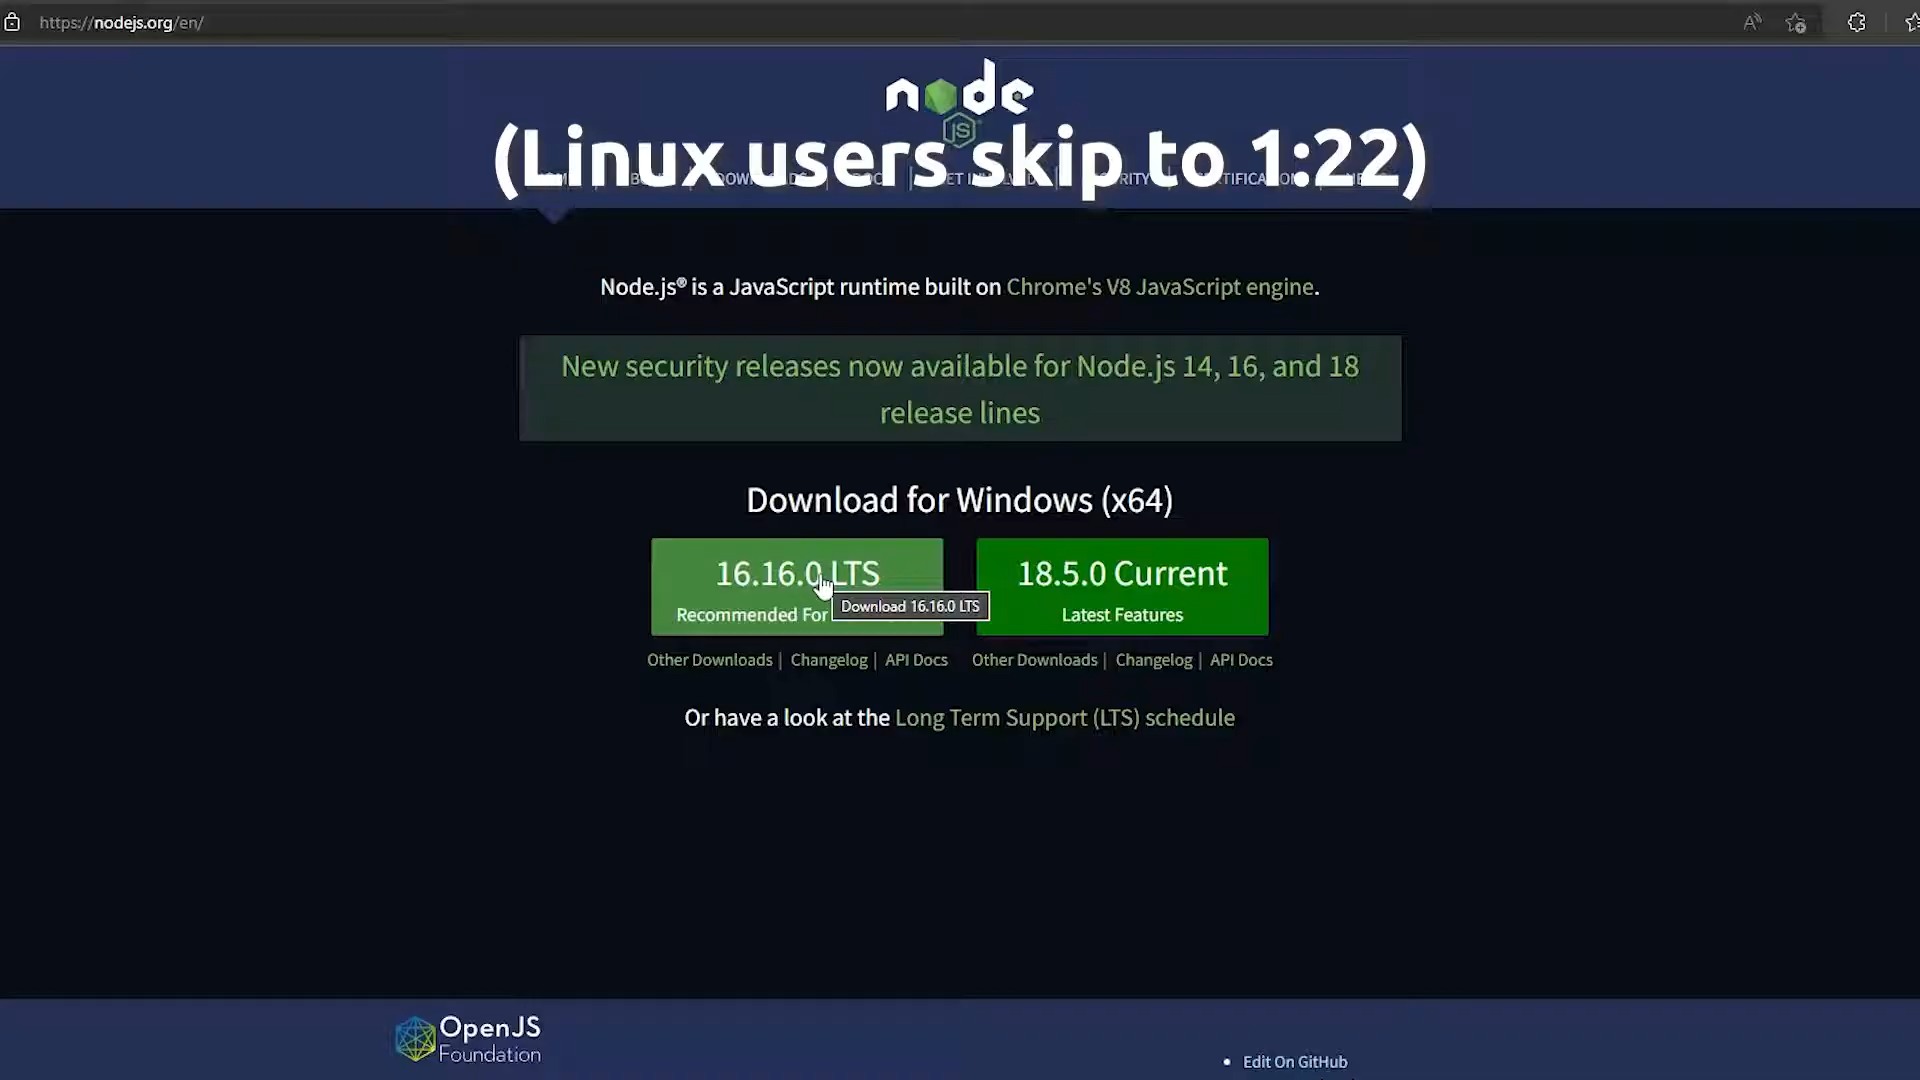 https://nodejs.org/en/
node
JS
(Linux users skip to 1:22)
Node.js® is a JavaScript runtime built on Chrome's V8 JavaScript engine.
New security releases now available for Node.js 14, 16, and 18
release lines
Download for Windows (x64)
16.16.0 LTS
Recommended For
Download 16.16.0 LTS
18.5.0 Current
Latest Features
Other Downloads | Changelog | API Docs
Other Downloads | Changelog | API Docs
Or have a look at the Long Term Support (LTS) schedule
OpenJS
Foundation
• Edit On GitHub